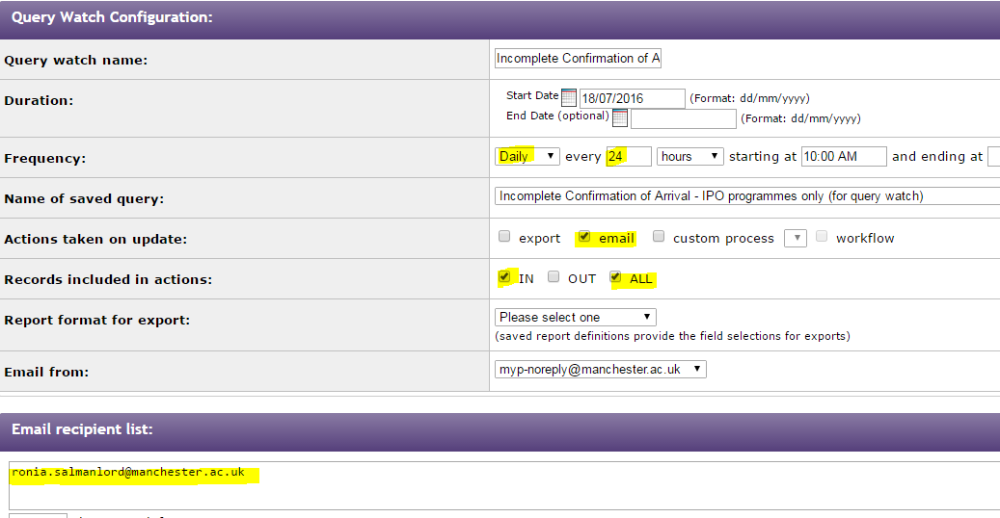 Query Watch Configuration:
Query watch name: Incomplete Confirmation of A
Duration: Start Date 18/07/2016 (Format: dd/mm/yyyy)
End Date (optional) (Format: dd/mm/yyyy)
Frequency: Daily every 24 hours starting at 10:00 AM and ending at
Name of saved query: Incomplete Confirmation of Arrival - IPO programmes only (for query watch)
Actions taken on update: export email custom process workflow
Records included in actions: IN OUT ALL
Report format for export: Please select one
(saved report definitions provide the field selections for exports)
Email from: myp-noreply@manchester.ac.uk
Email recipient list:
ronia.salmanlord@manchester.ac.uk